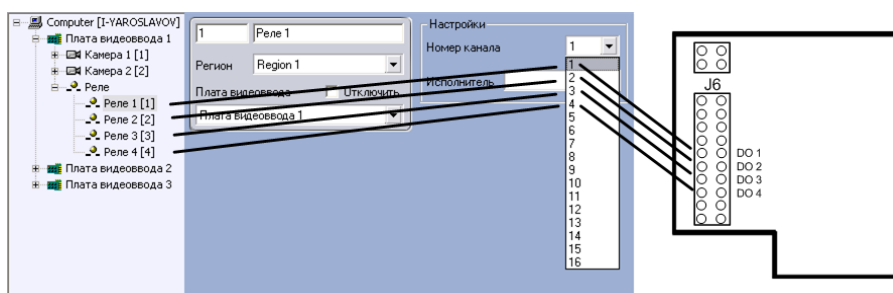 Computer [I-YAROSLAVOV]
Плата видеоввода 1
Камера 1 [1]
Камера 2 [2]
Реле
Реле 1 [1]
Реле 2 [2]
Реле 3 [3]
Реле 4 [4]
Плата видеоввода 2
Плата видеоввода 3
1 Реле 1
Регион Region 1
Плата видеоввода Отключить
Плата видеоввода 1
Настройки
Номер канала 1
Исполнитель
1
2
3
4
5
6
7
8
9
10
11
12
13
14
15
16
J6
DO 1
DO 2
DO 3
DO 4